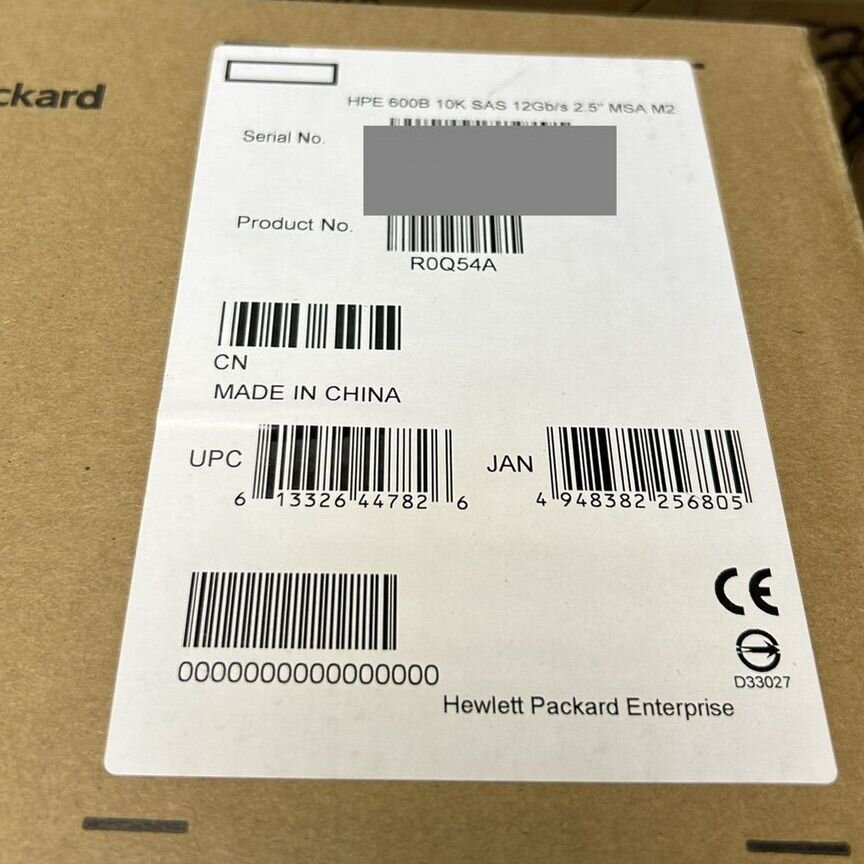 ckard
HPE 600B 10K SAS 12Gb/s 2.5" MSA M2
Serial No.
Product No.
R0Q54A
CN
MADE IN CHINA
UPC 6 13326 44782 6
JAN 4 948382 256805
0000000000000000
D33027
Hewlett Packard Enterprise